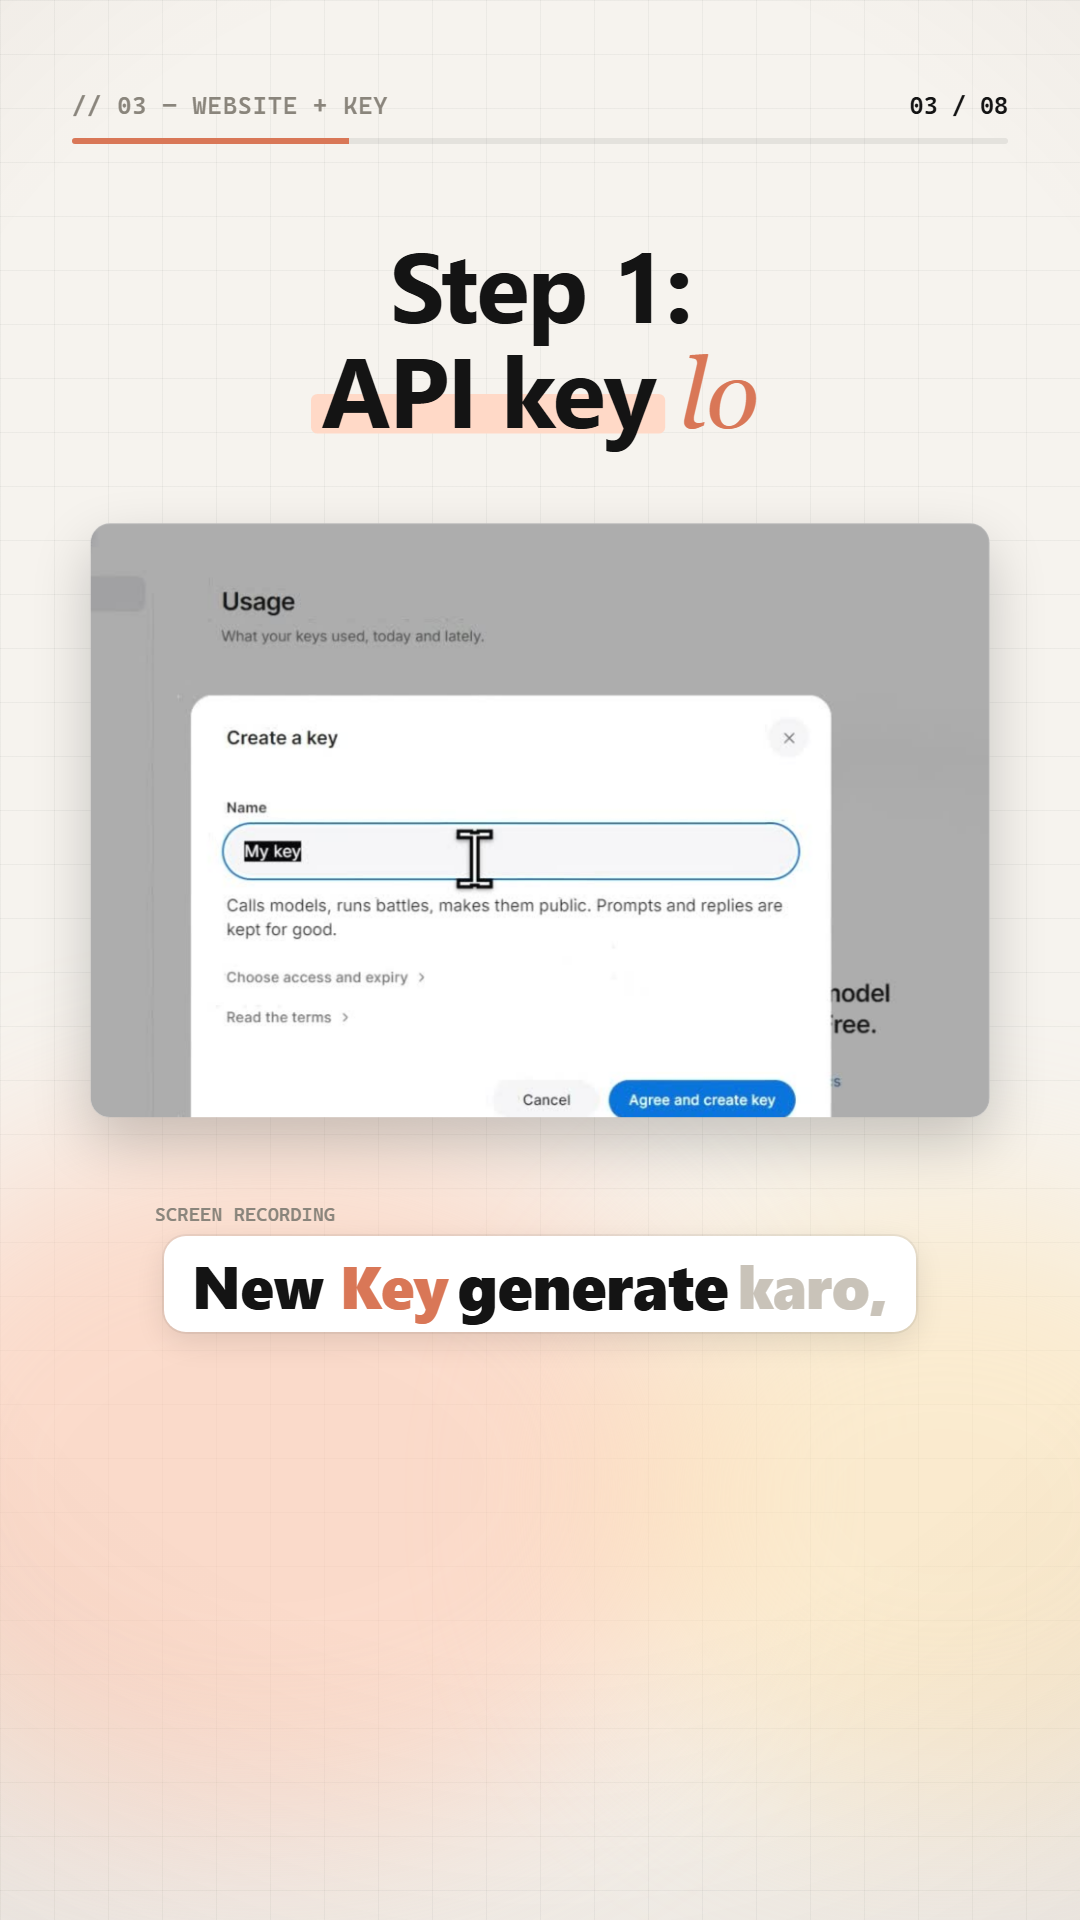 // 03 — WEBSITE + KEY
03 / 08
Step 1:
API key lo
Usage
What your keys used, today and lately.
Create a key
Name
My key
Calls models, runs battles, makes them public. Prompts and replies are
kept for good.
Choose access and expiry
Read the terms
Cancel
Agree and create key
Free.
SCREEN RECORDING
New Key generate karo,